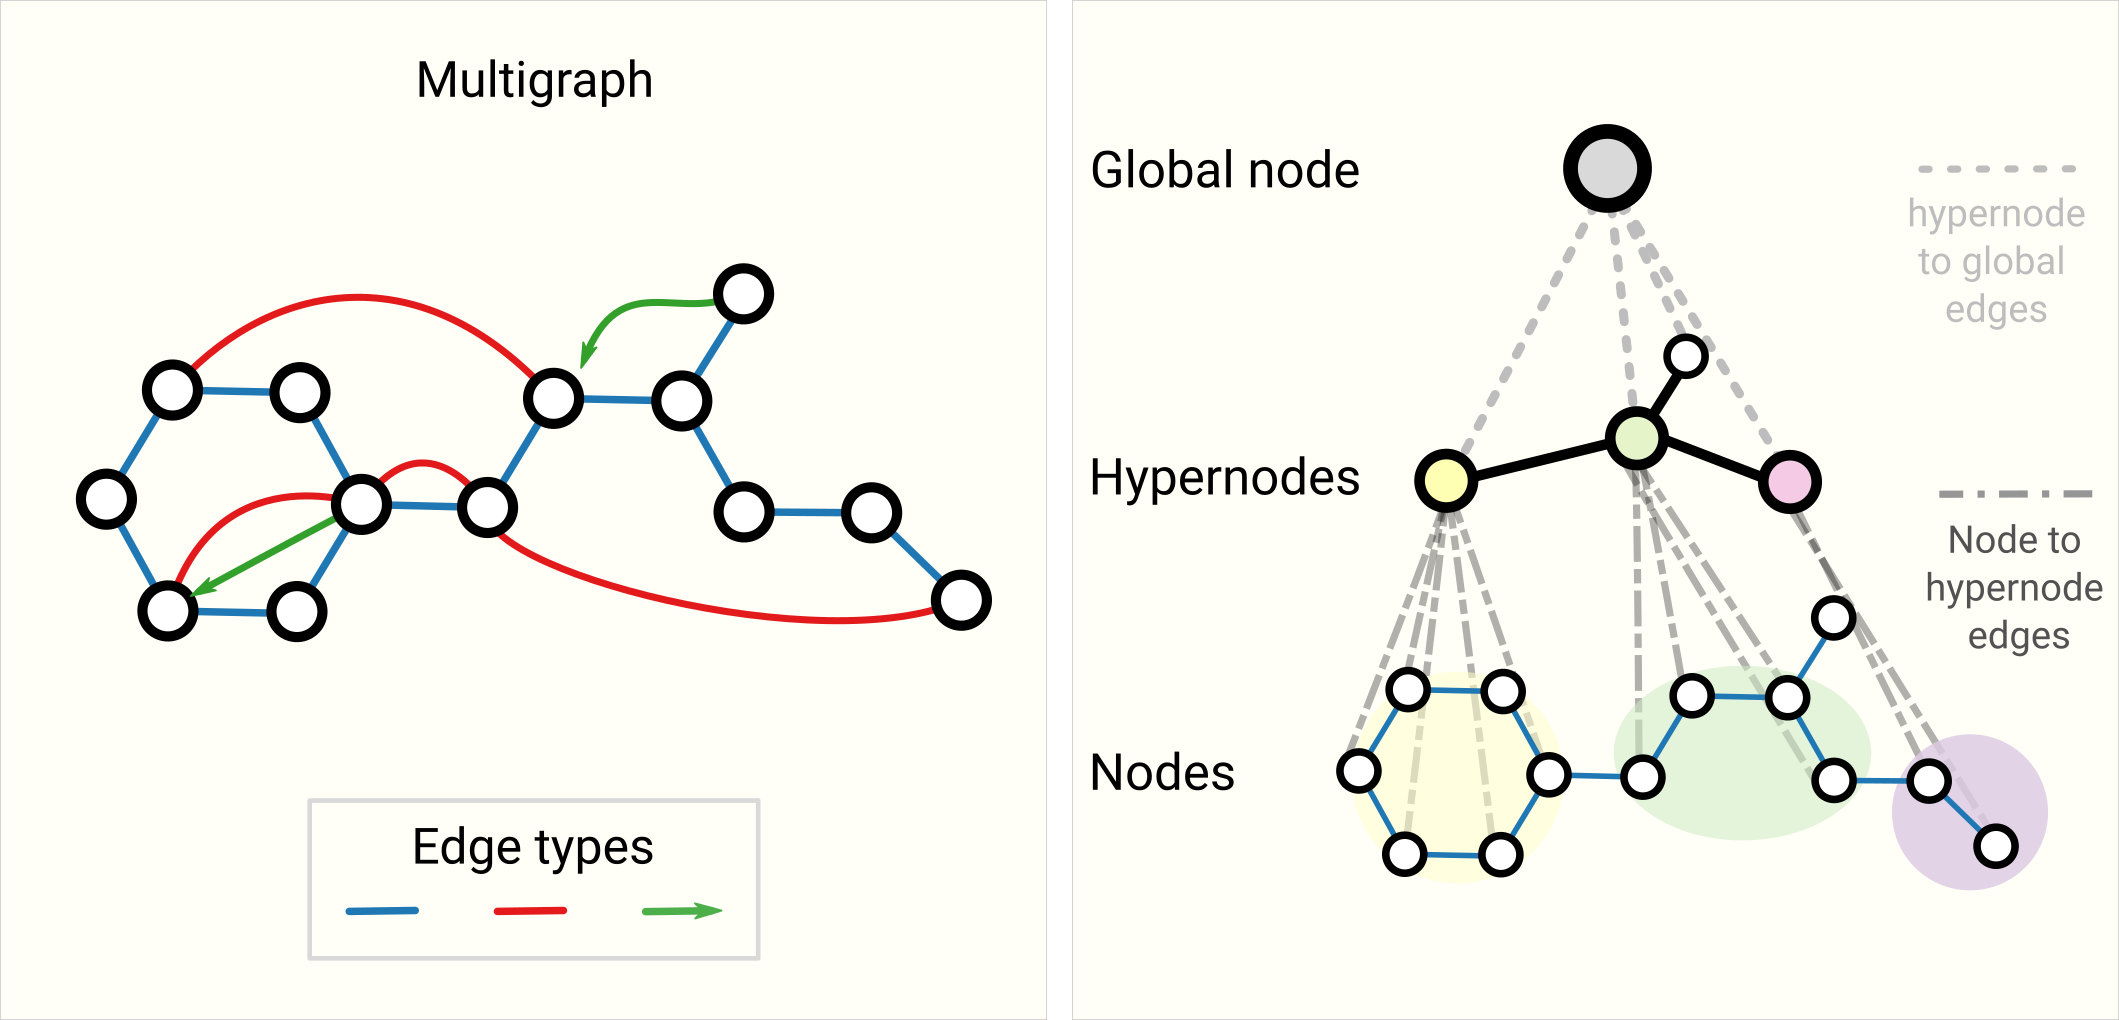 Multigraph
Edge types
Global node
hypernode
to global
edges
Hypernodes
Node to
hypernode
edges
Nodes